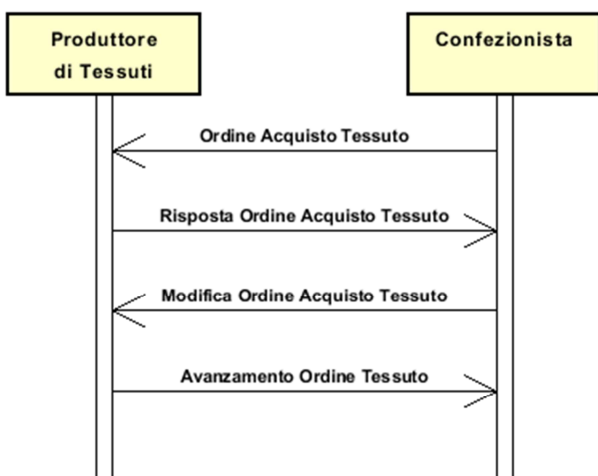 Produttore
di Tessuti
Confezionista
Ordine Acquisto Tessuto
Risposta Ordine Acquisto Tessuto
Modifica Ordine Acquisto Tessuto
Avanzamento Ordine Tessuto